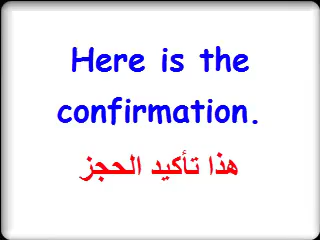 Here is the
confirmation.
هذا تأكيد الحجز